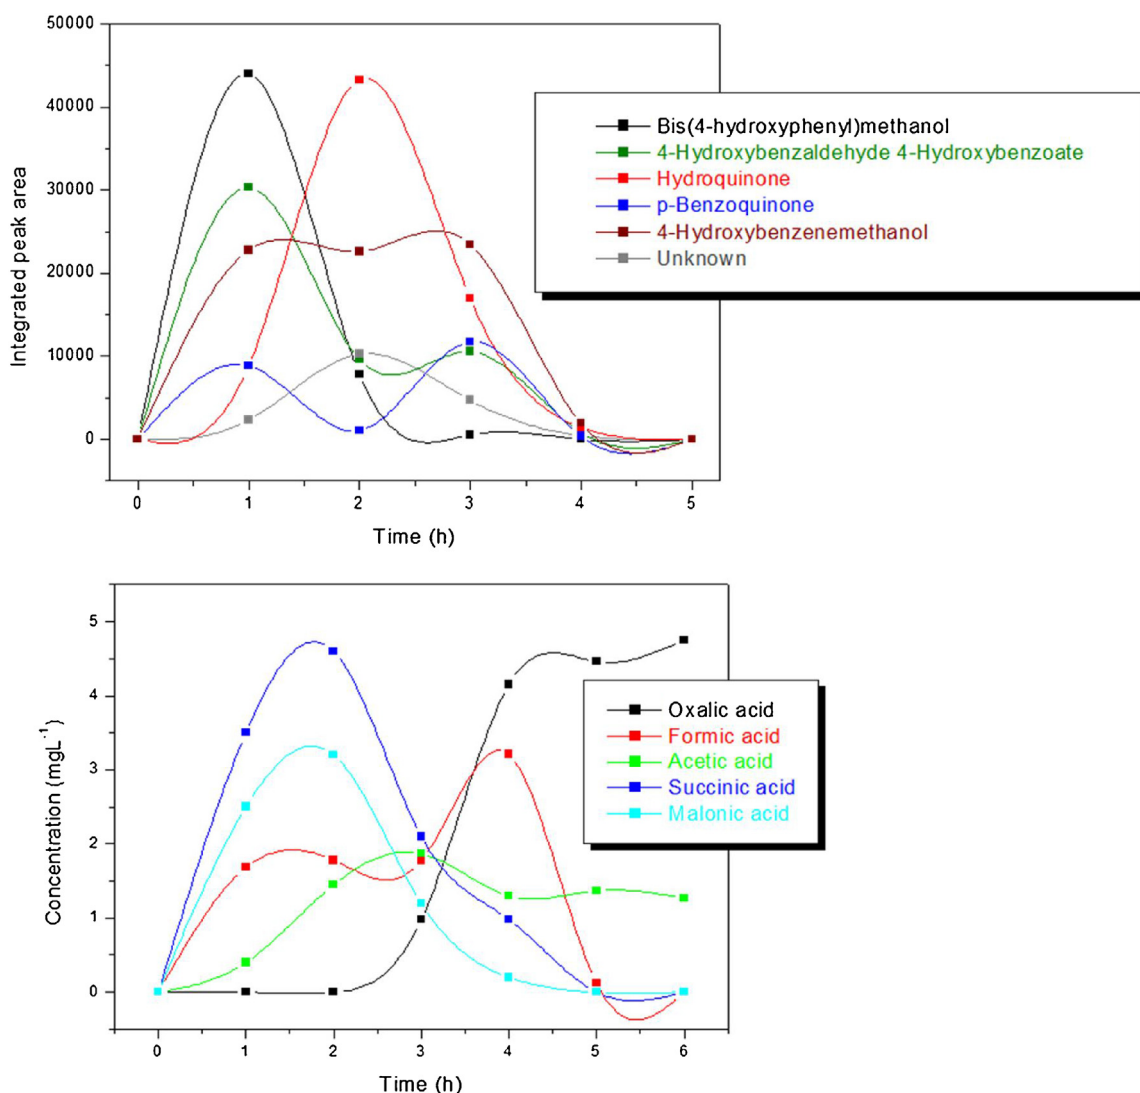 50000
40000
30000
20000
10000
0
Integrated peak area
Bis(4-hydroxyphenyl)methanol
4-Hydroxybenzaldehyde 4-Hydroxybenzoate
Hydroquinone
p-Benzoquinone
4-Hydroxybenzenemethanol
Unknown
0 1 2 3 4 5
Time (h)
5
4
3
2
1
0
Concentration (mgL⁻¹)
Oxalic acid
Formic acid
Acetic acid
Succinic acid
Malonic acid
0 1 2 3 4 5 6
Time (h)